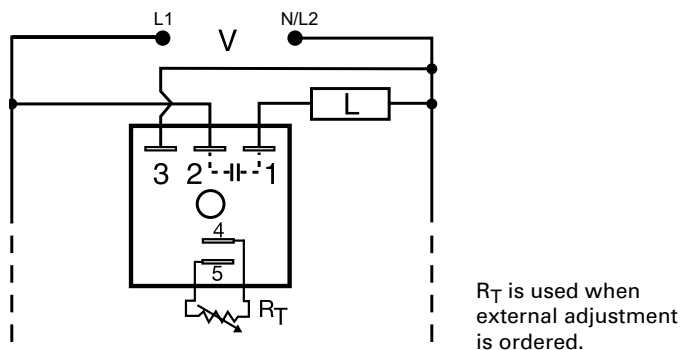 L1
V
N/L2
L
3
2
1
4
5
RT
RT is used when
external adjustment
is ordered.